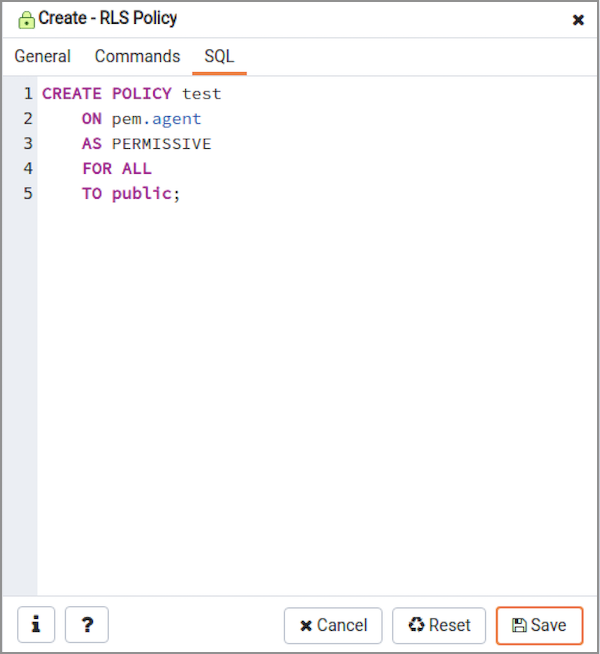 Create - RLS Policy
General Commands SQL
1 CREATE POLICY test
2 ON pem.agent
3 AS PERMISSIVE
4 FOR ALL
5 TO public;
i ? Cancel Reset Save